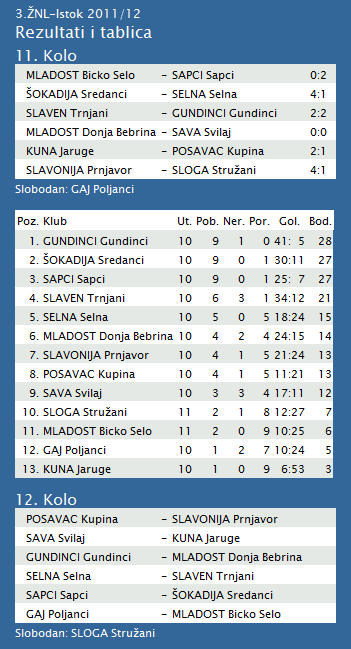 3.ŽNL-Istok 2011/12
Rezultati i tablica
11. Kolo
MLADOST Bicko Selo - SAPCI Sapci 0:2
ŠOKADIJA Sredanci - SELNA Selna 4:1
SLAVEN Trnjani - GUNDINCI Gundinci 2:2
MLADOST Donja Bebrina - SAVA Svilaj 0:0
KUNA Jaruge - POSAVAC Kupina 2:1
SLAVONIJA Prnjavor - SLOGA Stružani 4:1
Slobodan: GAJ Poljanci
Poz. Klub Ut. Pob. Ner. Por. Gol. Bod.
1. GUNDINCI Gundinci 10 9 1 0 41: 5 28
2. ŠOKADIJA Sredanci 10 9 0 1 30:11 27
3. SAPCI Sapci 10 9 0 1 25: 7 27
4. SLAVEN Trnjani 10 6 3 1 34:12 21
5. SELNA Selna 10 5 0 5 18:24 15
6. MLADOST Donja Bebrina 10 4 2 4 24:15 14
7. SLAVONIJA Prnjavor 10 4 1 5 21:24 13
8. POSAVAC Kupina 10 4 1 5 11:21 13
9. SAVA Svilaj 10 3 3 4 17:11 12
10. SLOGA Stružani 11 2 1 8 12:27 7
11. MLADOST Bicko Selo 11 2 0 9 10:25 6
12. GAJ Poljanci 10 1 2 7 10:24 5
13. KUNA Jaruge 10 1 0 9 6:53 3
12. Kolo
POSAVAC Kupina - SLAVONIJA Prnjavor
SAVA Svilaj - KUNA Jaruge
GUNDINCI Gundinci - MLADOST Donja Bebrina
SELNA Selna - SLAVEN Trnjani
SAPCI Sapci - ŠOKADIJA Sredanci
GAJ Poljanci - MLADOST Bicko Selo
Slobodan: SLOGA Stružani